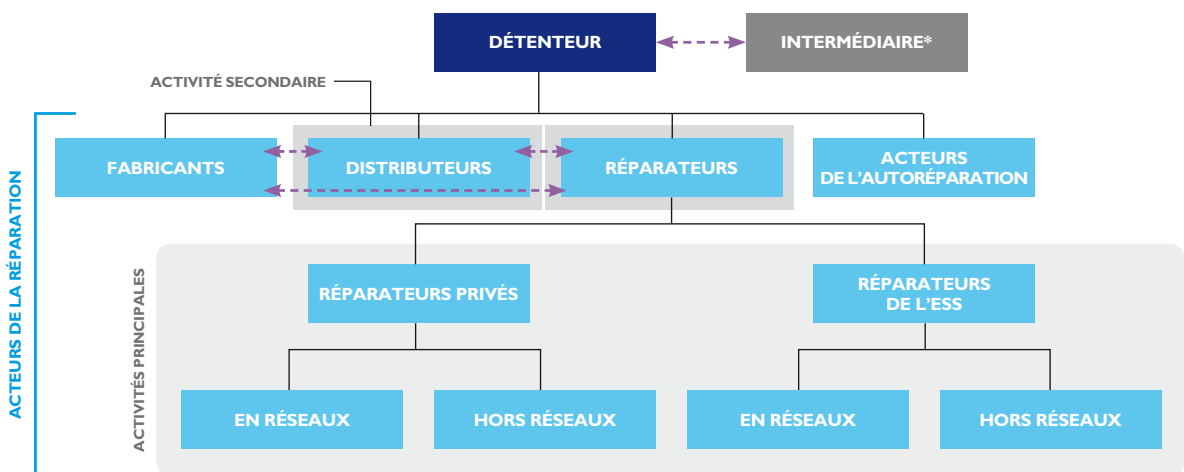 DÉTENTEUR
INTERMÉDIAIRE*
ACTIVITÉ SECONDAIRE
ACTEURS DE LA RÉPARATION
FABRICANTS
DISTRIBUTEURS
RÉPARATEURS
ACTEURS
DE L'AUTORÉPARATION
ACTIVITÉS PRINCIPALES
RÉPARATEURS PRIVÉS
RÉPARATEURS
DE L'ESS
EN RÉSEAUX
HORS RÉSEAUX
EN RÉSEAUX
HORS RÉSEAUX